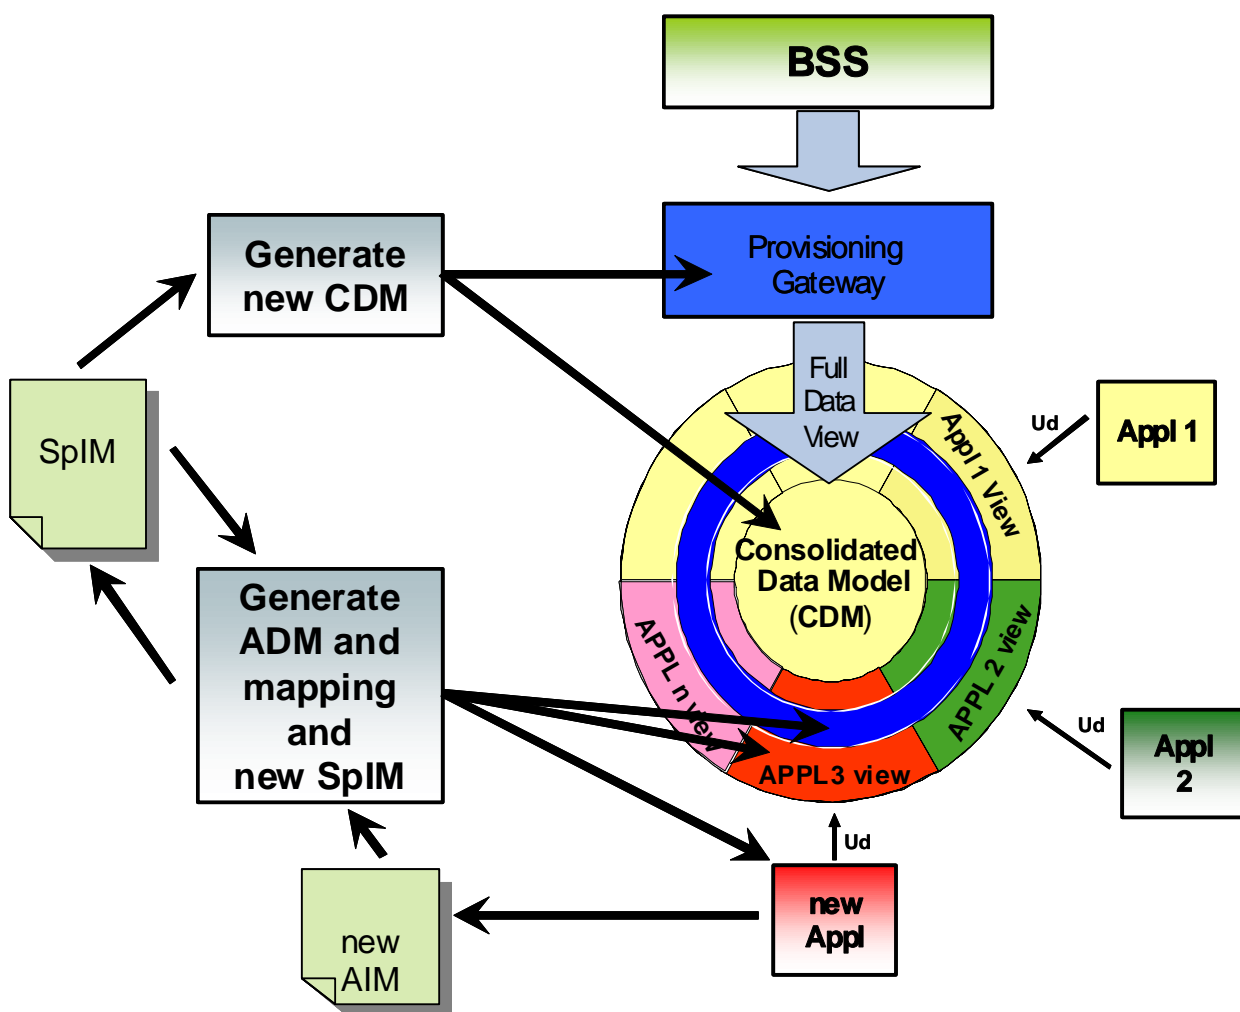 BSS
Provisioning
Gateway
Generate
new CDM
Full
Data
View
SpIM
Ud
Appl 1
Appl 1 View
Consolidated
Data Model
(CDM)
Generate
ADM and
mapping
and
new SpIM
APPL n view
APPL 2 view
APPL3 view
Ud
Appl
2
Ud
new
Appl
new
AIM